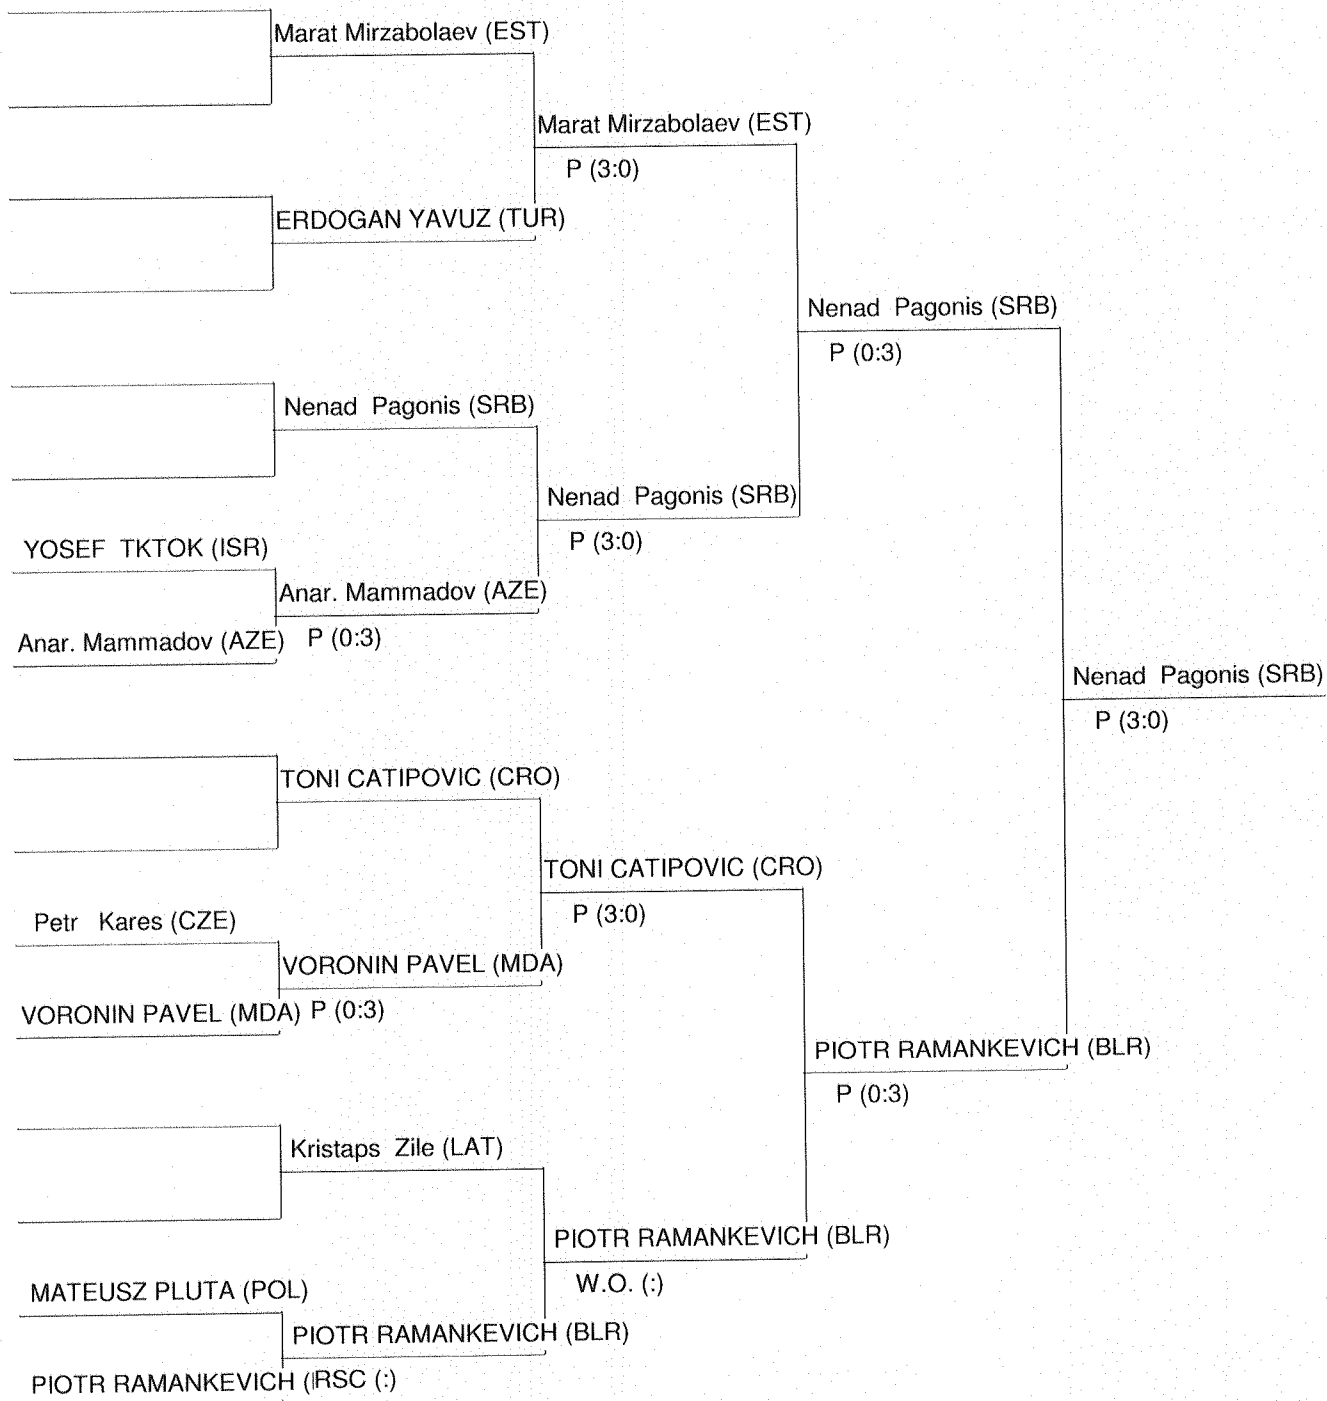 Marat Mirzabolaev (EST)
Marat Mirzabolaev (EST)
P (3:0)
ERDOGAN YAVUZ (TUR)
Nenad Pagonis (SRB)
P (0:3)
Nenad Pagonis (SRB)
Nenad Pagonis (SRB)
P (3:0)
YOSEF TKTOK (ISR)
Anar. Mammadov (AZE)
Anar. Mammadov (AZE) P (0:3)
Nenad Pagonis (SRB)
P (3:0)
TONI CATIPOVIC (CRO)
TONI CATIPOVIC (CRO)
P (3:0)
Petr Kares (CZE)
VORONIN PAVEL (MDA)
VORONIN PAVEL (MDA) P (0:3)
PIOTR RAMANKEVICH (BLR)
P (0:3)
Kristaps Zile (LAT)
PIOTR RAMANKEVICH (BLR)
W.O. (:)
MATEUSZ PLUTA (POL)
PIOTR RAMANKEVICH (BLR)
PIOTR RAMANKEVICH (RSC (:)